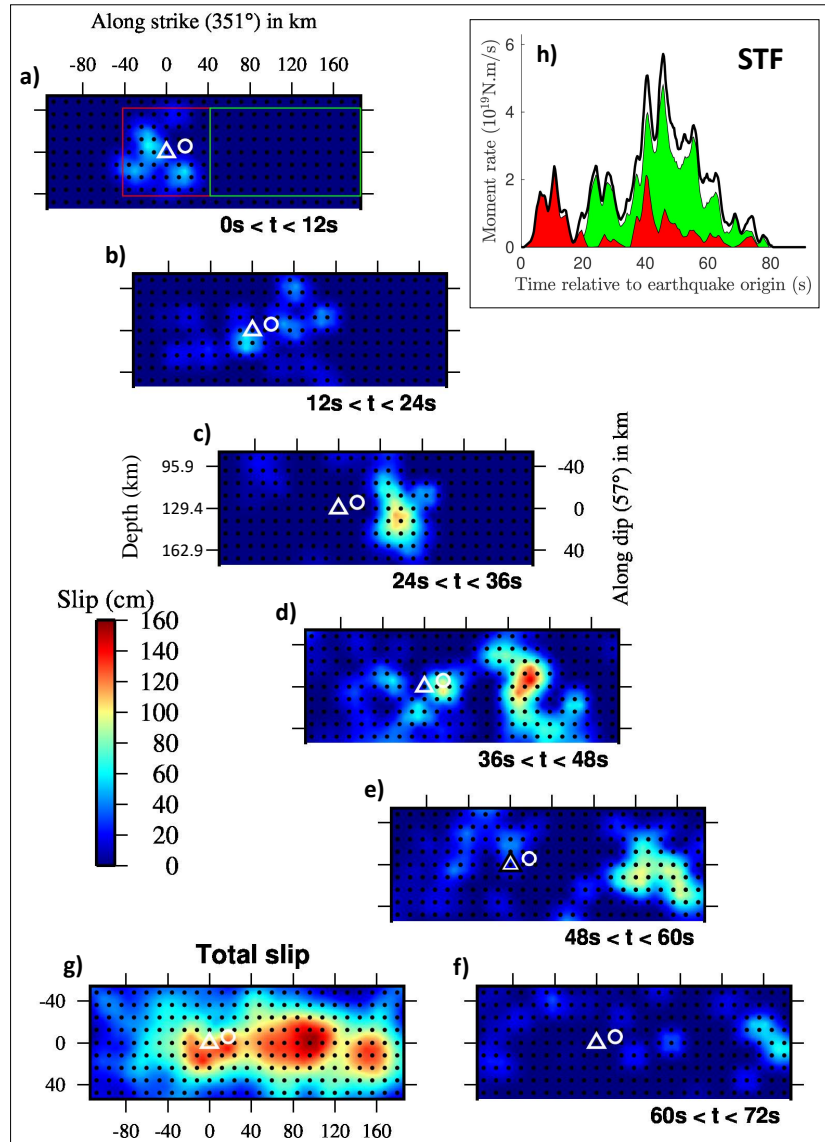 Along strike (351°) in km
a)
-80 -40 0 40 80 120 160
0s < t < 12s
h)
STF
Moment rate (10¹⁹N.m/s)
6
4
2
0
0 20 40 60 80
Time relative to earthquake origin (s)
b)
12s < t < 24s
c)
Depth (km)
95.9
129.4
162.9
-40
0
40
Along dip (57°) in km
24s < t < 36s
Slip (cm)
160
140
120
100
80
60
40
20
0
d)
36s < t < 48s
e)
48s < t < 60s
Total slip
g)
-40
0
40
-80 -40 0 40 80 120 160
f)
60s < t < 72s